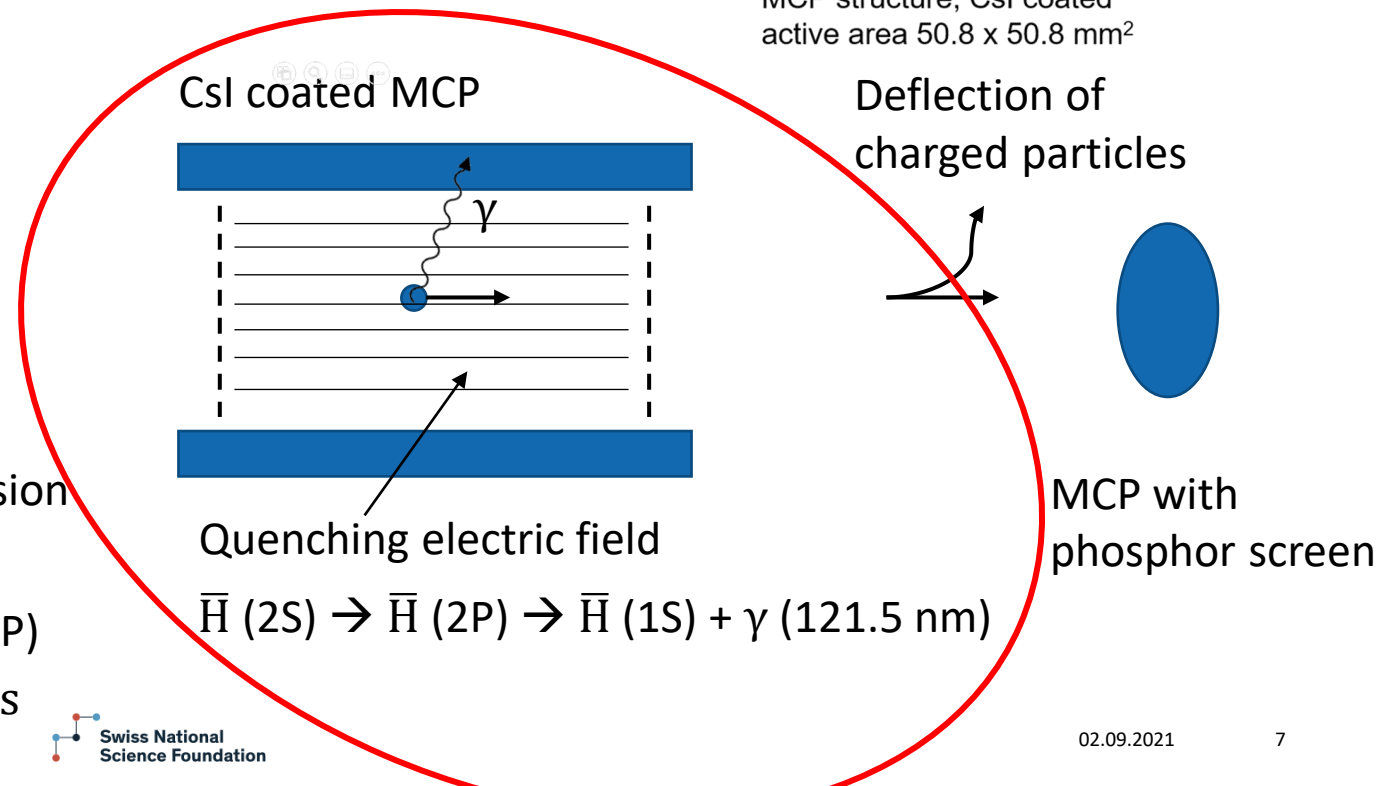 active area 50.8 x 50.8 mm²
CsI coated MCP
Deflection of
charged particles
γ
sion
MCP with
phosphor screen
Quenching electric field
H̅ (2S) → H̅ (2P) → H̅ (1S) + γ (121.5 nm)
P)
s
Swiss National
Science Foundation
02.09.2021
7